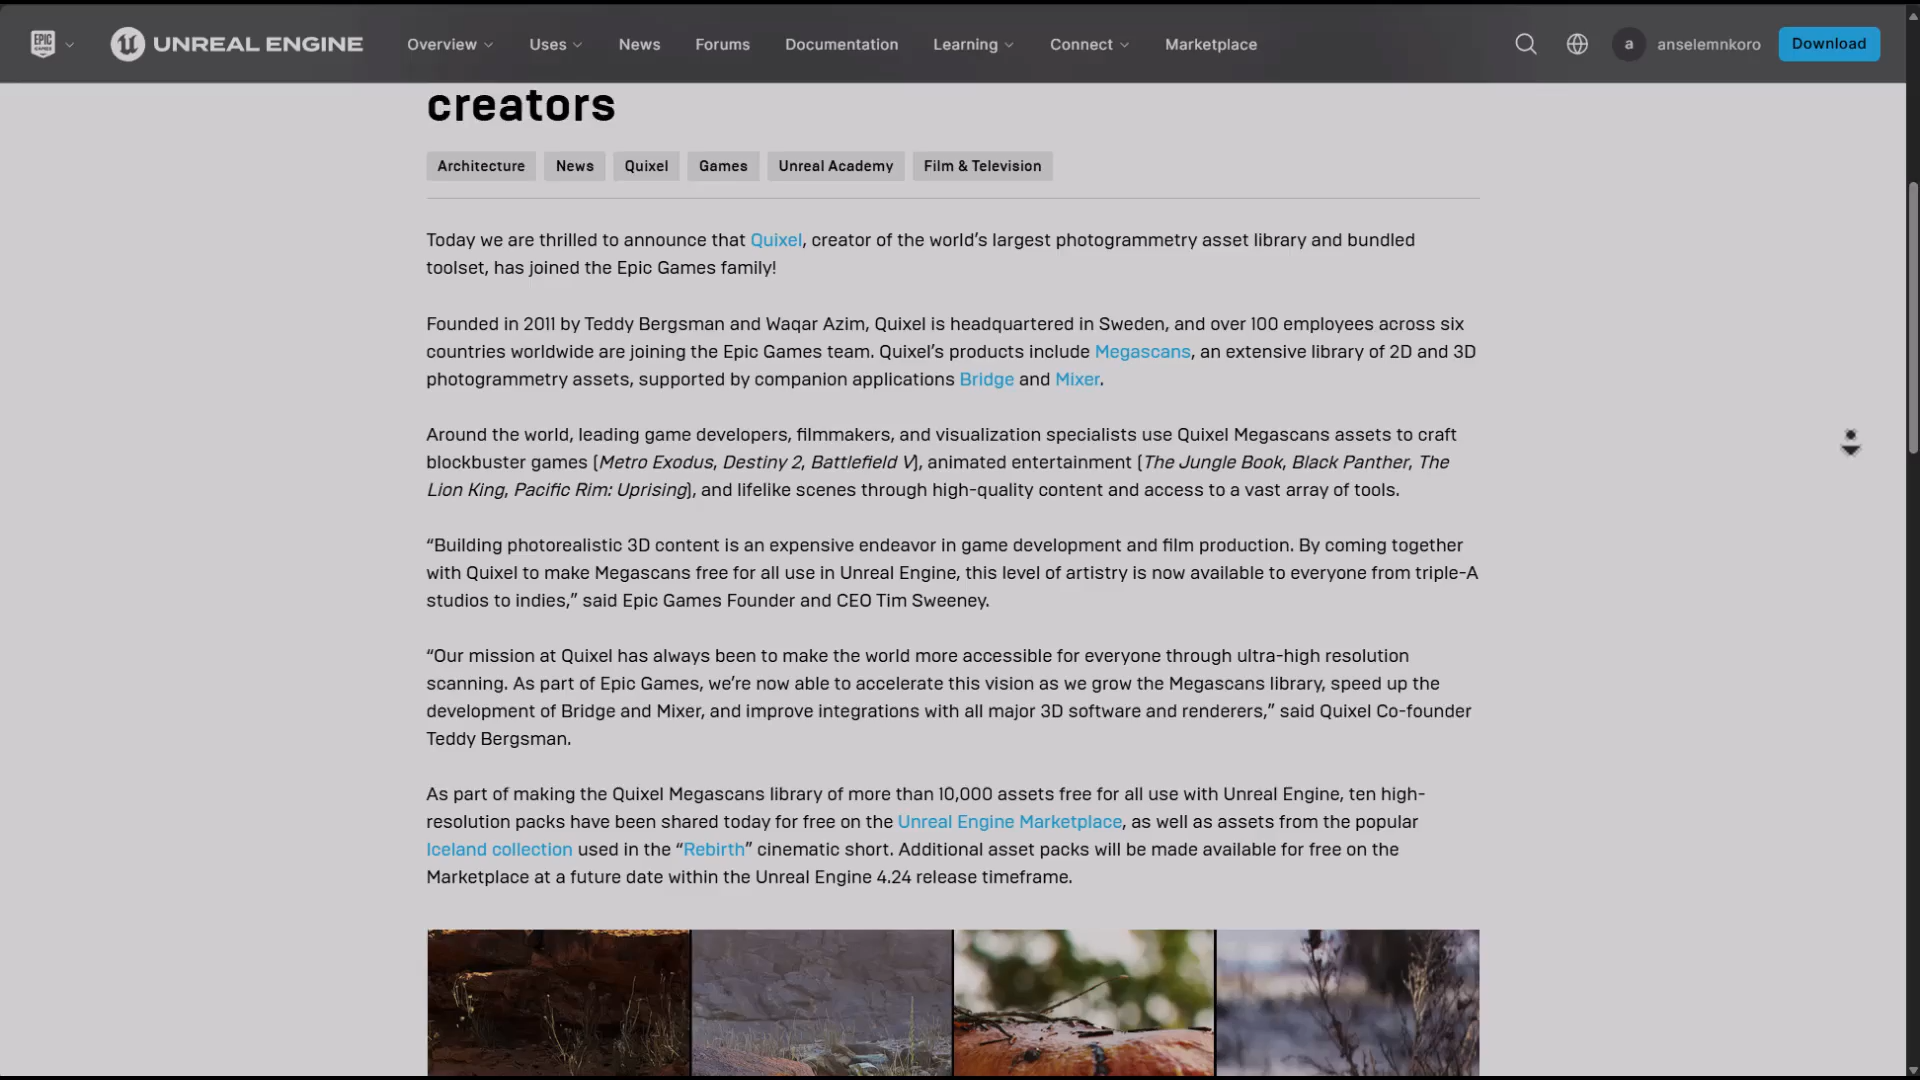 EPIC GAMES
UNREAL ENGINE Overview Uses News Forums Documentation Learning Connect Marketplace a anselemnkoro Download
creators
Architecture News Quixel Games Unreal Academy Film & Television
Today we are thrilled to announce that Quixel, creator of the world’s largest photogrammetry asset library and bundled
toolset, has joined the Epic Games family!
Founded in 2011 by Teddy Bergsman and Waqar Azim, Quixel is headquartered in Sweden, and over 100 employees across six
countries worldwide are joining the Epic Games team. Quixel’s products include Megascans, an extensive library of 2D and 3D
photogrammetry assets, supported by companion applications Bridge and Mixer.
Around the world, leading game developers, filmmakers, and visualization specialists use Quixel Megascans assets to craft
blockbuster games (Metro Exodus, Destiny 2, Battlefield V), animated entertainment (The Jungle Book, Black Panther, The
Lion King, Pacific Rim: Uprising), and lifelike scenes through high-quality content and access to a vast array of tools.
“Building photorealistic 3D content is an expensive endeavor in game development and film production. By coming together
with Quixel to make Megascans free for all use in Unreal Engine, this level of artistry is now available to everyone from triple-A
studios to indies,” said Epic Games Founder and CEO Tim Sweeney.
“Our mission at Quixel has always been to make the world more accessible for everyone through ultra-high resolution
scanning. As part of Epic Games, we’re now able to accelerate this vision as we grow the Megascans library, speed up the
development of Bridge and Mixer, and improve integrations with all major 3D software and renderers,” said Quixel Co-founder
Teddy Bergsman.
As part of making the Quixel Megascans library of more than 10,000 assets free for all use with Unreal Engine, ten high-
resolution packs have been shared today for free on the Unreal Engine Marketplace, as well as assets from the popular
Iceland collection used in the “Rebirth” cinematic short. Additional asset packs will be made available for free on the
Marketplace at a future date within the Unreal Engine 4.24 release timeframe.